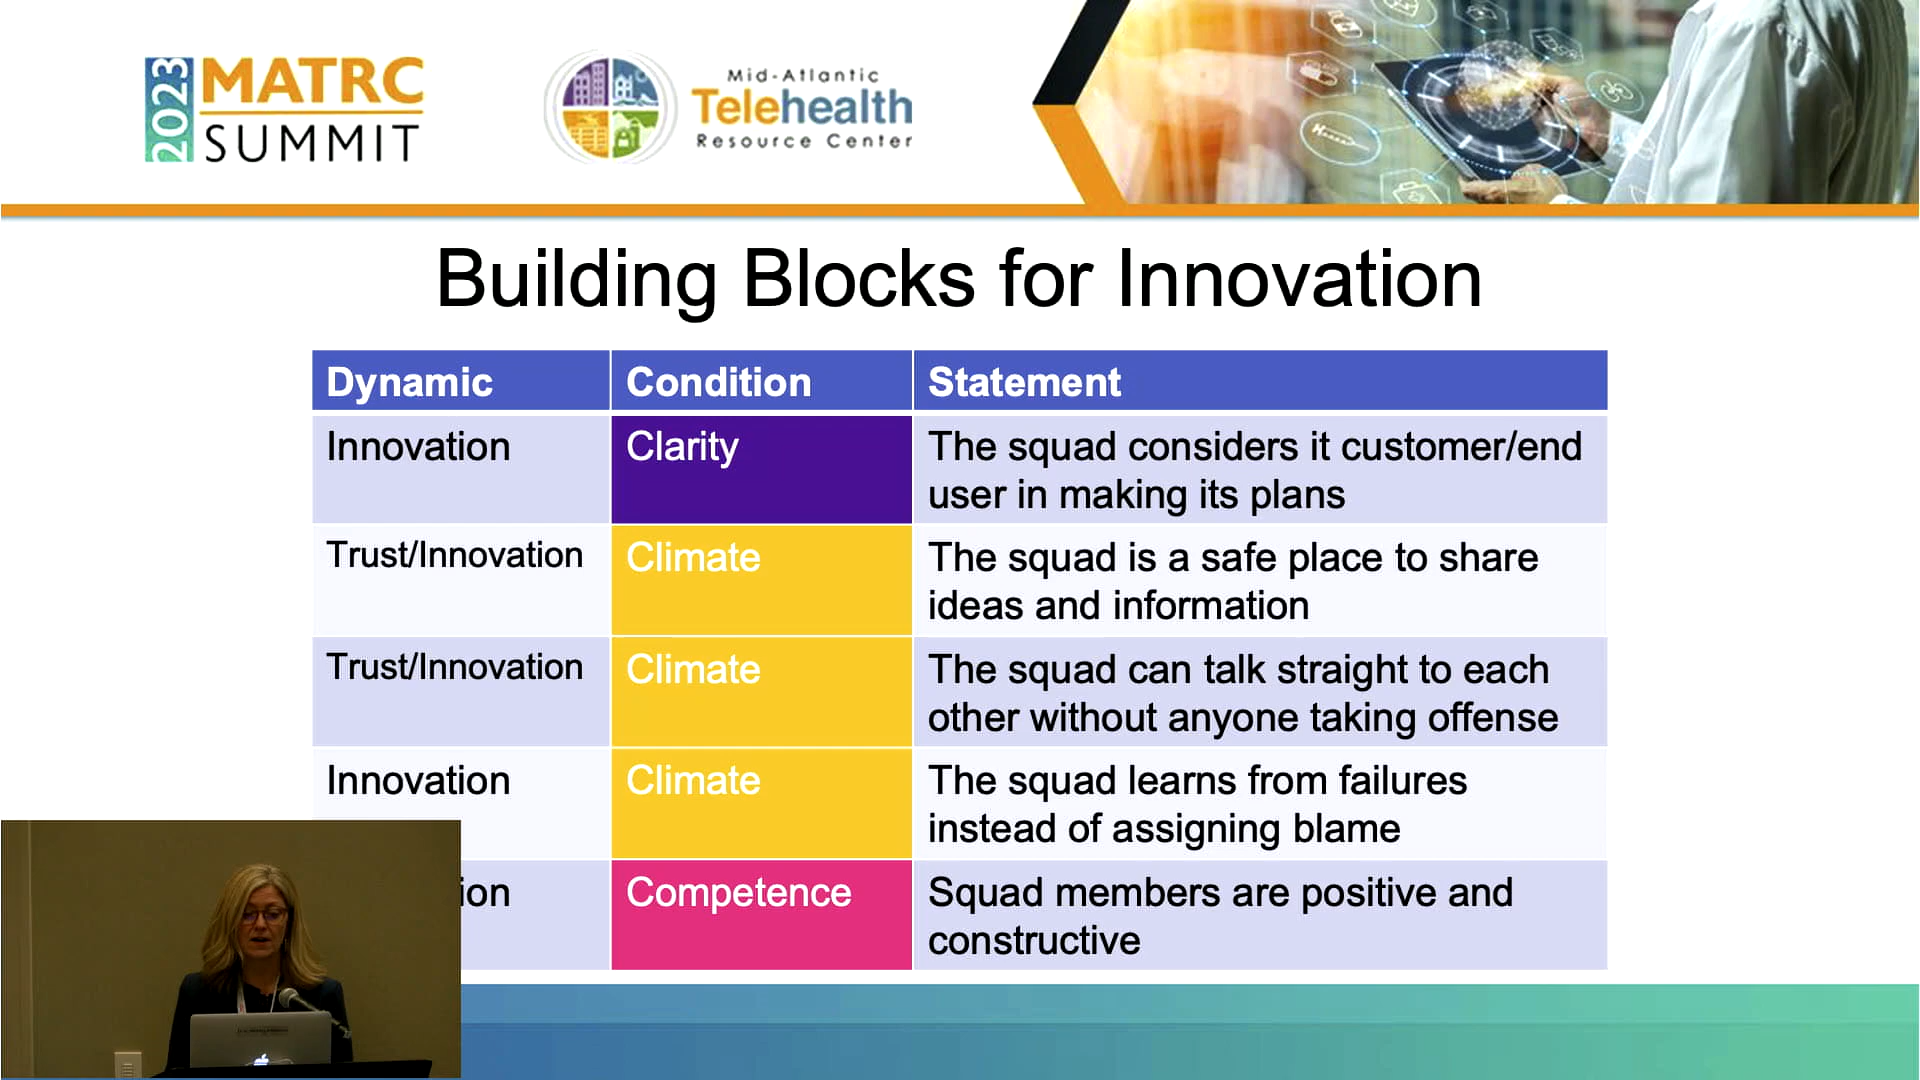 2023
MATRC
SUMMIT
Mid-Atlantic
Telehealth
Resource Center
Building Blocks for Innovation
Dynamic Condition Statement
Innovation Clarity The squad considers it customer/end
user in making its plans
Trust/Innovation Climate The squad is a safe place to share
ideas and information
Trust/Innovation Climate The squad can talk straight to each
other without anyone taking offense
Innovation Climate The squad learns from failures
instead of assigning blame
ion Competence Squad members are positive and
constructive